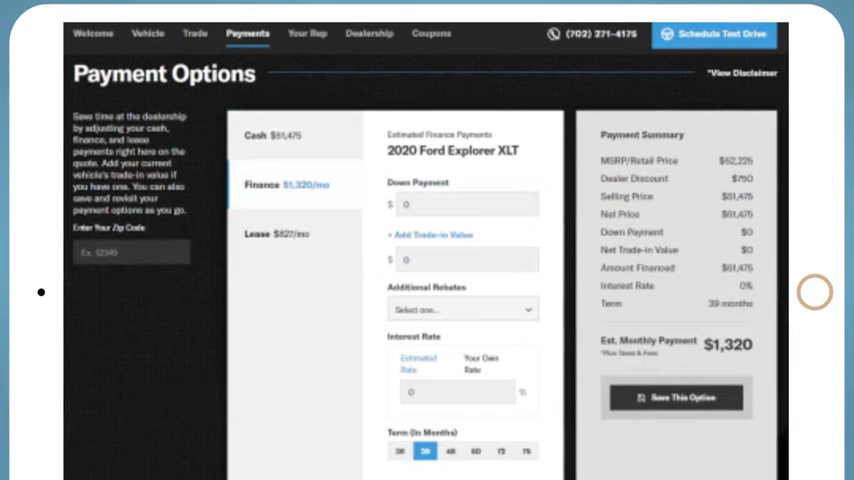 Welcome Vehicle Trade Payments Your Rep Dealership Coupons (702) 271-4175 Schedule Test Drive
Payment Options
*View Disclaimer
Save time at the dealership
by adjusting your cash,
finance, and lease
payments right here on the
quote. Add your current
vehicle's trade-in value if
you have one. You can also
save and revisit your
payment options as you go.
Enter Your Zip Code
Ex. 12345
Cash $51,475
Finance $1,320/mo
Lease $827/mo
Estimated Finance Payments
2020 Ford Explorer XLT
Down Payment
$ 0
+ Add Trade-in Value
$ 0
Additional Rebates
Select one...
Interest Rate
Estimated Rate
Your Own Rate
0 %
Term (In Months)
36 39 48 60 72 75
Payment Summary
MSRP/Retail Price $52,225
Dealer Discount $750
Selling Price $51,475
Net Price $51,475
Down Payment $0
Net Trade-in Value $0
Amount Financed $51,475
Interest Rate 0%
Term 39 months
Est. Monthly Payment $1,320
*Plus Taxes & Fees
Save This Option